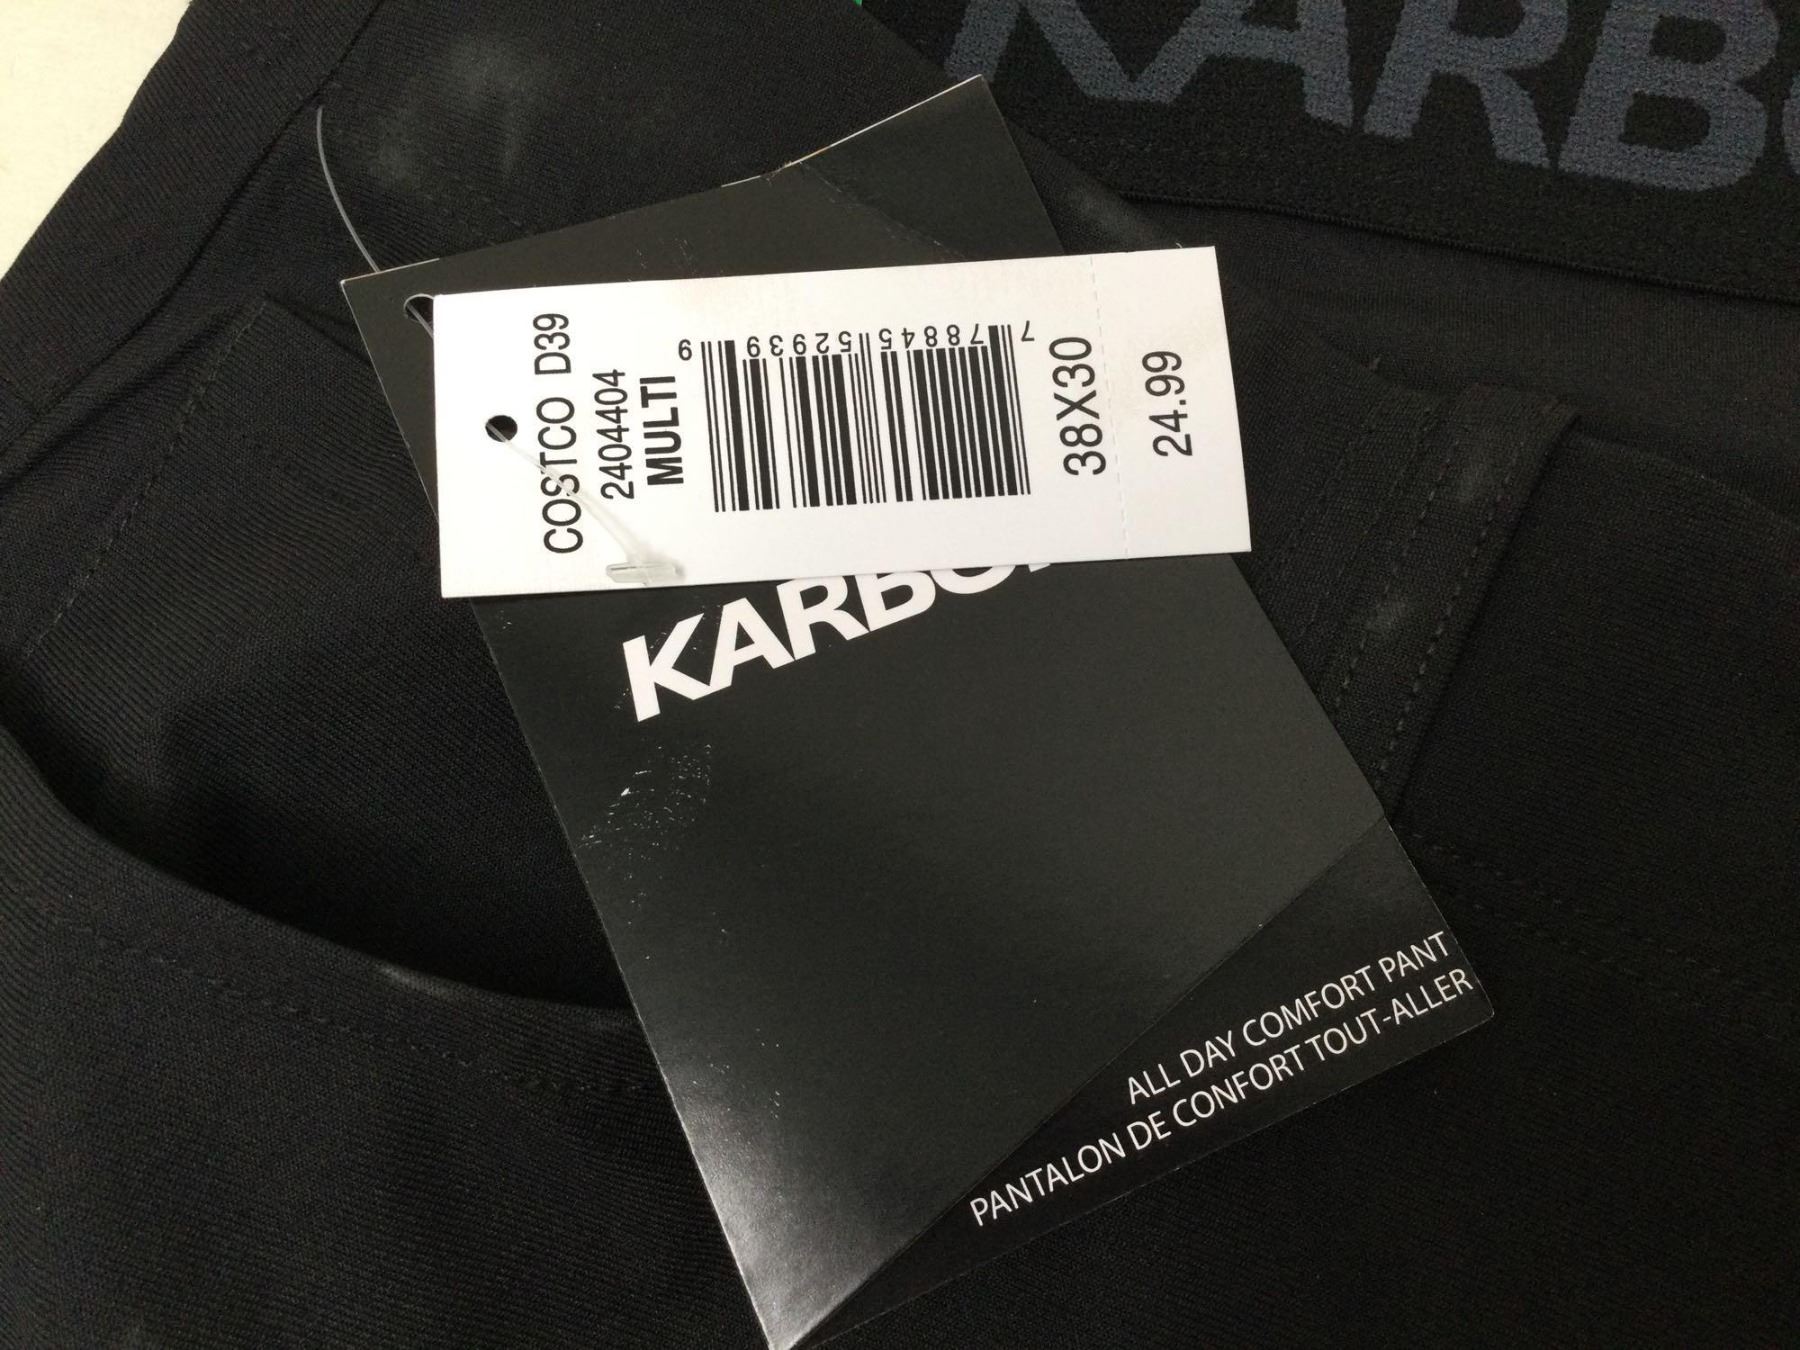 KARB
COSTCO D39
2404404
MULTI
7 78845 52939 9
38X30
24.99
KARBO
ALL DAY COMFORT PANT
PANTALON DE CONFORT TOUT-ALLER